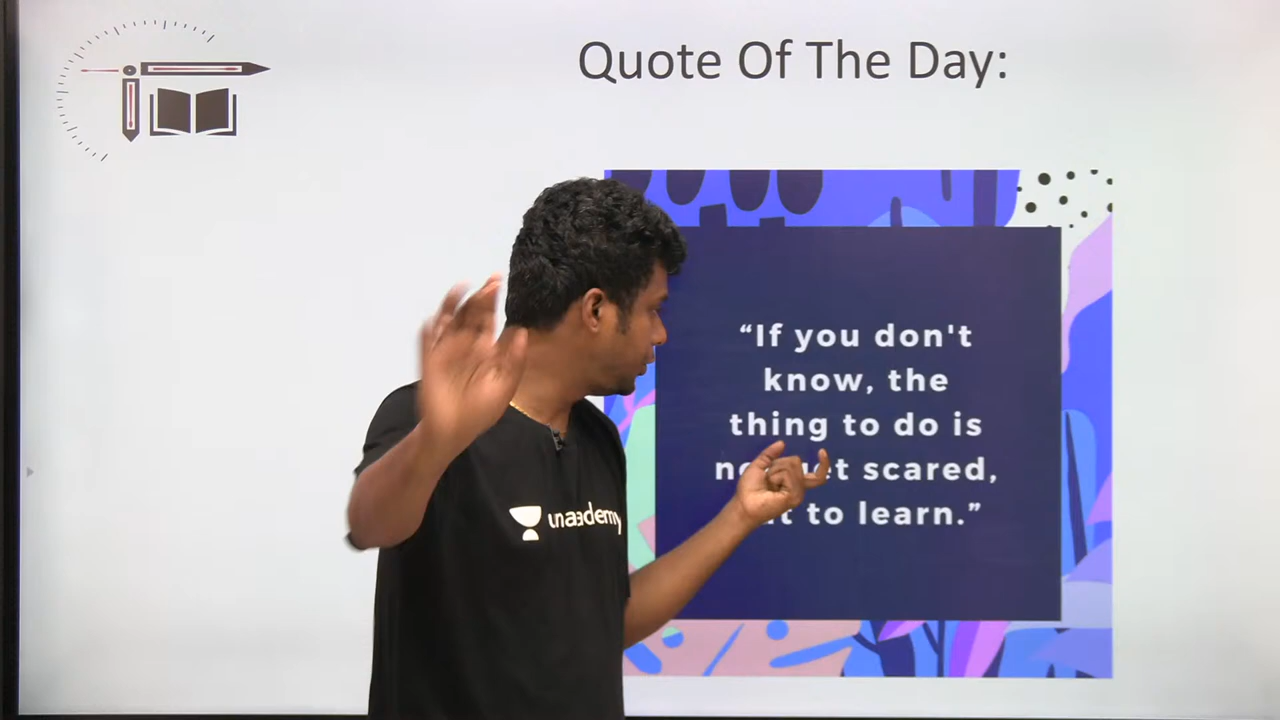 Quote Of The Day:
“If you don't
know, the
thing to do is
scared,
to learn.”
unacademy